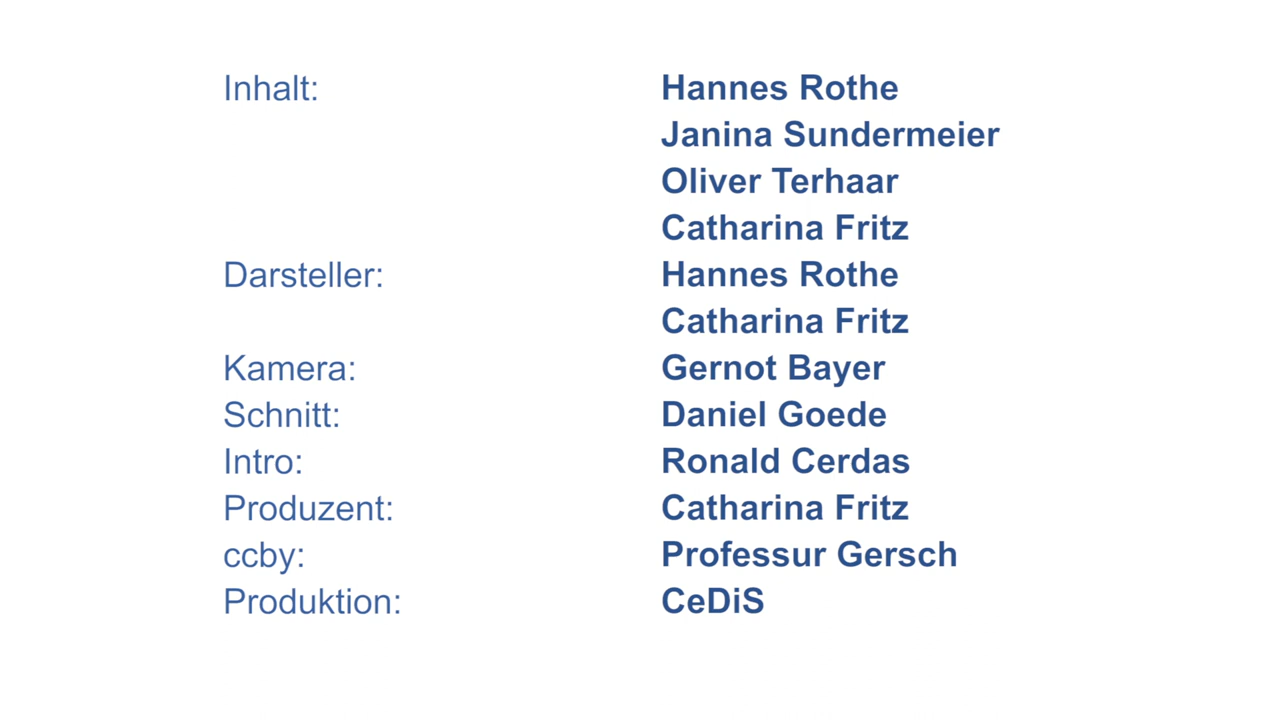 Inhalt: Hannes Rothe
Janina Sundermeier
Oliver Terhaar
Catharina Fritz
Darsteller: Hannes Rothe
Catharina Fritz
Kamera: Gernot Bayer
Schnitt: Daniel Goede
Intro: Ronald Cerdas
Produzent: Catharina Fritz
ccby: Professur Gersch
Produktion: CeDiS